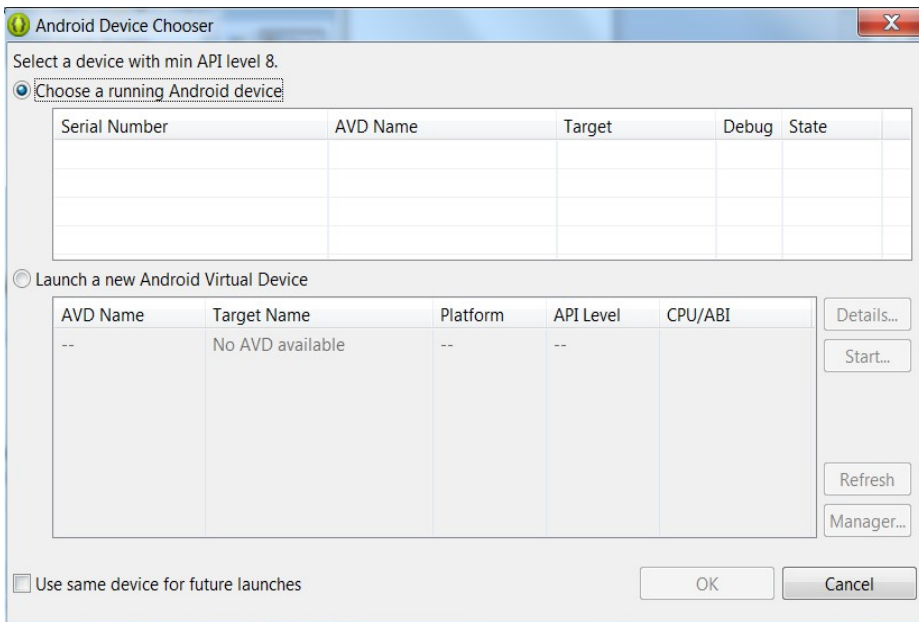 Android Device Chooser
Select a device with min API level 8.
Choose a running Android device
Serial Number AVD Name Target Debug State
Launch a new Android Virtual Device
AVD Name Target Name Platform API Level CPU/ABI
-- No AVD available -- --
Details...
Start...
Refresh
Manager...
Use same device for future launches
OK Cancel